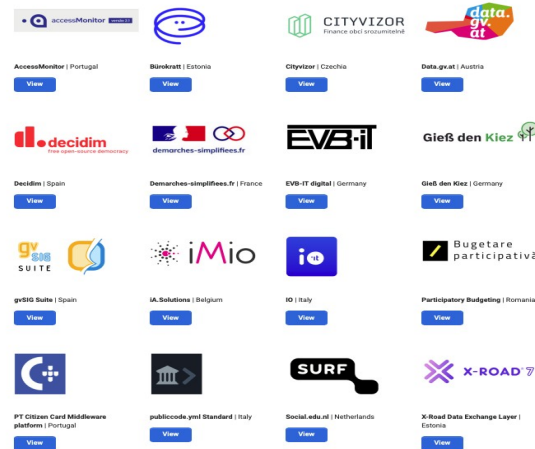 accessMonitor
CITYVIZOR
Finance obcí srozumitelně
data.
gv.
at
AccessMonitor | Portugal
Bürokratt | Estonia
Cityvizor | Czechia
Data.gv.at | Austria
View
View
View
View
decidim
free open-source democracy
demarches-simplifiees.fr
EVB-iT
Gieß den Kiez
Decidim | Spain
Demarches-simplifiees.fr | France
EVB-IT digital | Germany
Gieß den Kiez | Germany
View
View
View
View
gv
SIG
SUITE
iMio
io
it
Bugetare
participativă
gvSIG Suite | Spain
iA.Solutions | Belgium
IO | Italy
Participatory Budgeting | Romania
View
View
View
View
SURF
X-ROAD 7
PT Citizen Card Middleware
platform | Portugal
publiccode.yml Standard | Italy
Social.edu.nl | Netherlands
X-Road Data Exchange Layer |
Estonia
View
View
View
View